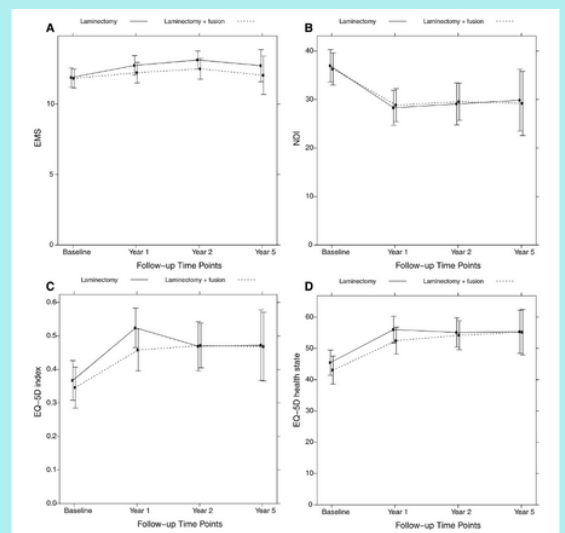 A
Laminectomy Laminectomy + fusion
EMS
10
5
0
Baseline Year 1 Year 2 Year 5
Follow-up Time Points
B
Laminectomy Laminectomy + fusion
NDI
40
30
20
10
0
Baseline Year 1 Year 2 Year 5
Follow-up Time Points
C
Laminectomy Laminectomy + fusion
EQ-5D index
0.6
0.5
0.4
0.3
0.2
0.1
0.0
Baseline Year 1 Year 2 Year 5
Follow-up Time Points
D
Laminectomy Laminectomy + fusion
EQ-5D health state
60
50
40
30
20
10
0
Baseline Year 1 Year 2 Year 5
Follow-up Time Points